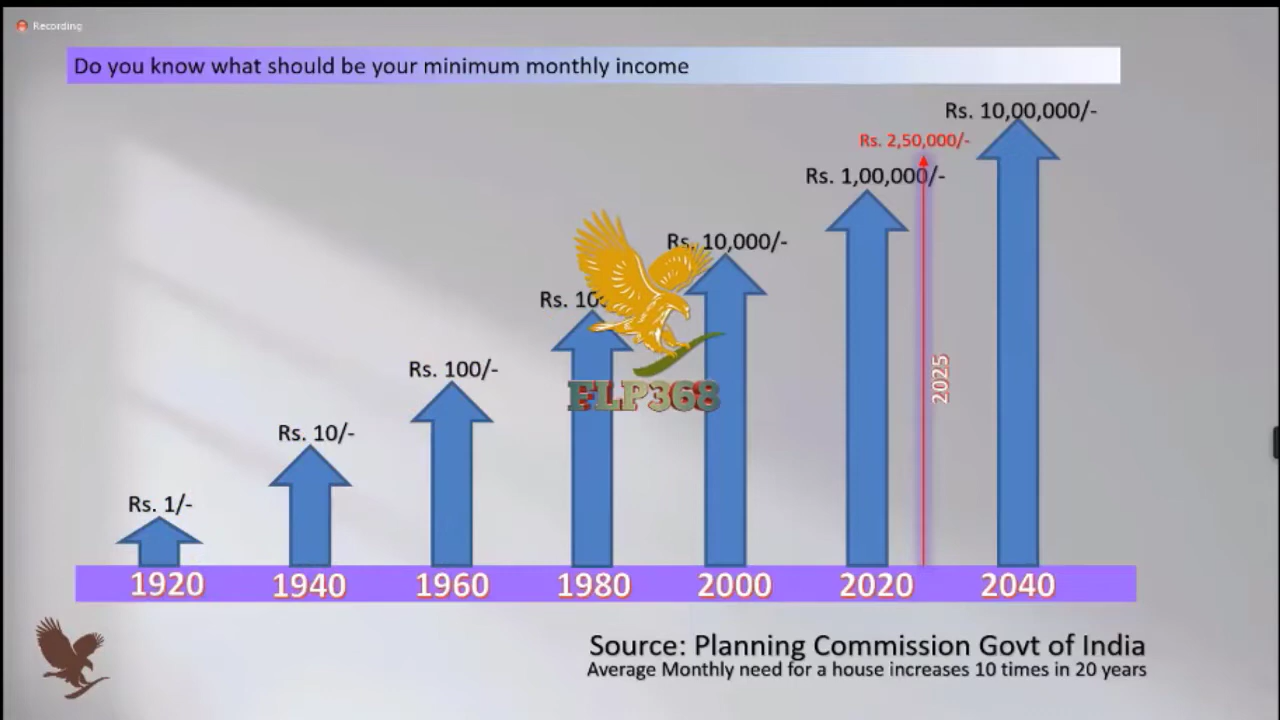 Recording
Do you know what should be your minimum monthly income
Rs. 10,00,000/-
Rs. 2,50,000/-
Rs. 1,00,000/-
Rs. 10,000/-
Rs. 100/-
Rs. 10/-
Rs. 1/-
2025
FLP368
1920 1940 1960 1980 2000 2020 2040
Source: Planning Commission Govt of India
Average Monthly need for a house increases 10 times in 20 years